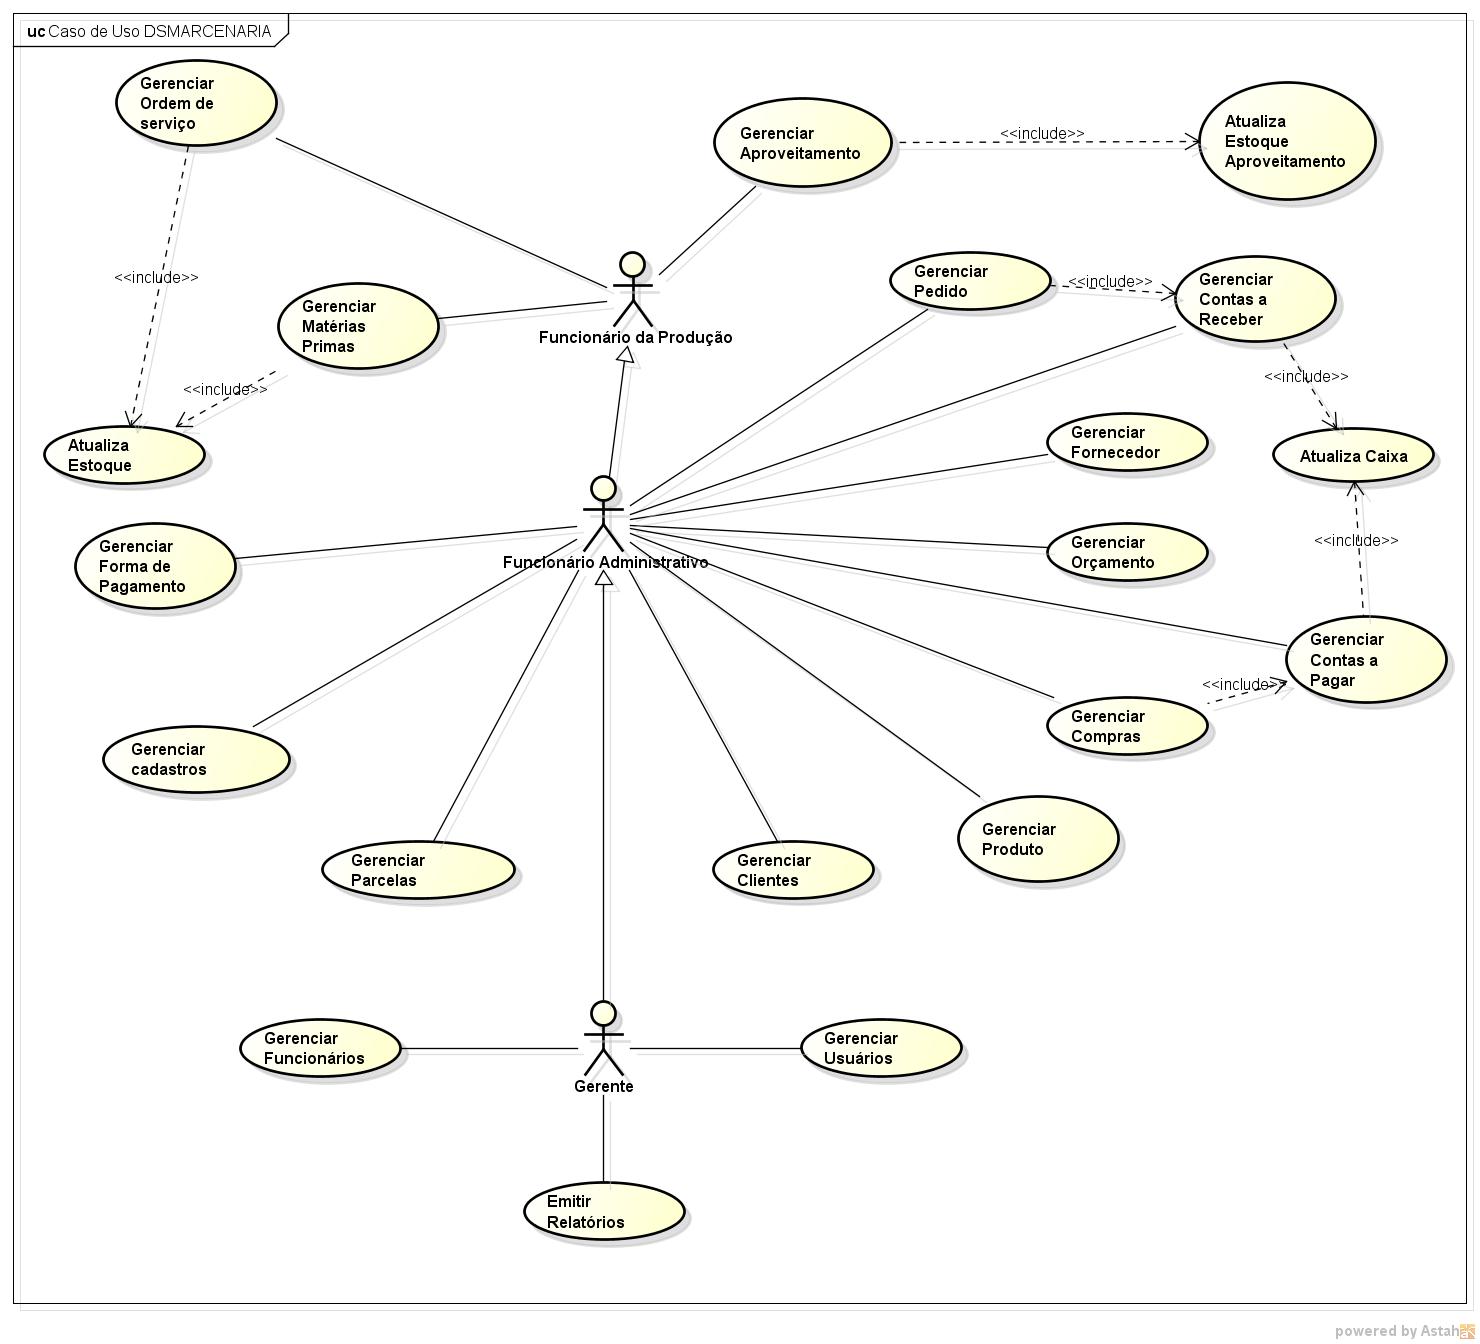 uc Caso de Uso DSMARCENARIA
Gerenciar
Ordem de
serviço
Gerenciar
Aproveitamento
<<include>>
Atualiza
Estoque
Aproveitamento
<<include>>
Gerenciar
Matérias
Primas
Funcionário da Produção
Gerenciar
Pedido
<<include>>
Gerenciar
Contas a
Receber
<<include>>
<<include>>
Atualiza
Estoque
Gerenciar
Fornecedor
Atualiza Caixa
Gerenciar
Forma de
Pagamento
Funcionário Administrativo
Gerenciar
Orçamento
<<include>>
Gerenciar
Contas a
Pagar
<<include>>
Gerenciar
Compras
Gerenciar
cadastros
Gerenciar
Parcelas
Gerenciar
Clientes
Gerenciar
Produto
Gerenciar
Funcionários
Gerente
Gerenciar
Usuários
Emitir
Relatórios
powered by Astah